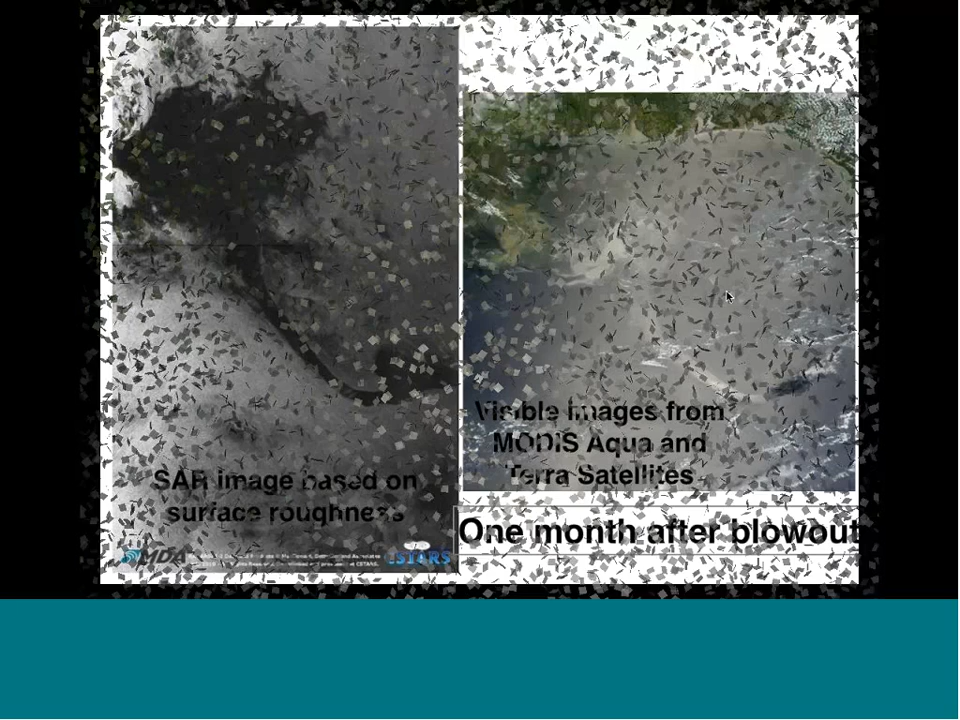 SAR image based on
surface roughness
MDA
CSTARS
Visible images from
MODIS Aqua and
Terra Satellites
One month after blowout